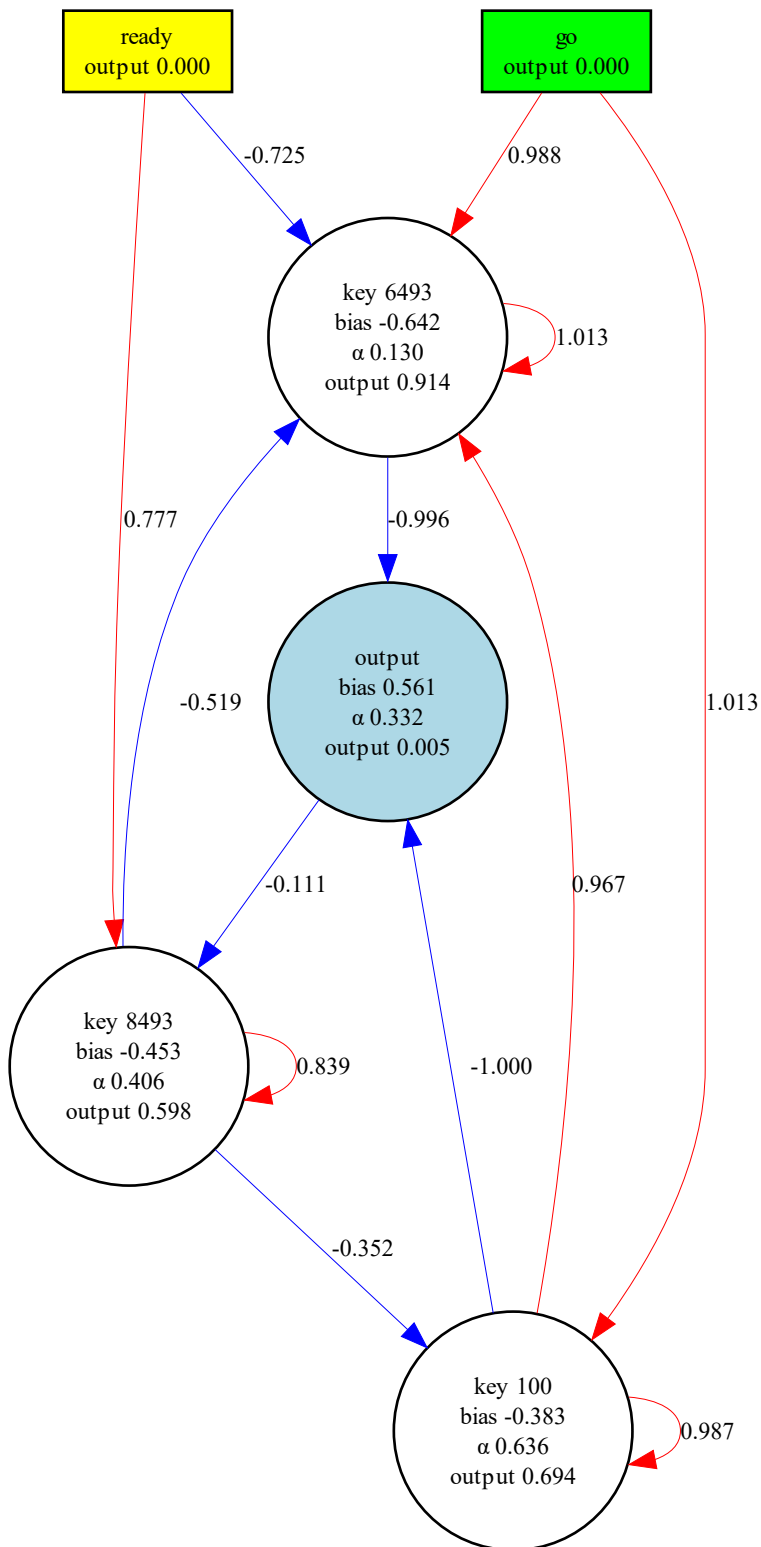 ready
output 0.000
go
output 0.000
-0.725
0.988
key 6493
bias -0.642
α 0.130
output 0.914
1.013
0.777
-0.996
output
bias 0.561
α 0.332
output 0.005
-0.519
1.013
-0.111
0.967
key 8493
bias -0.453
α 0.406
output 0.598
0.839
-1.000
-0.352
key 100
bias -0.383
α 0.636
output 0.694
0.987